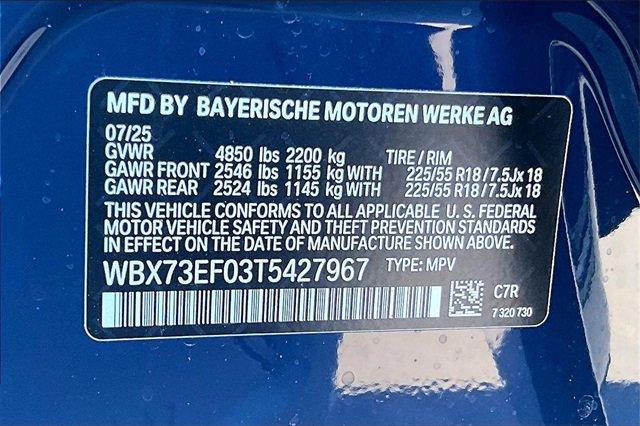 MFD BY BAYERISCHE MOTOREN WERKE AG
07/25
GVWR 4850 lbs 2200 kg TIRE / RIM
GAWR FRONT 2546 lbs 1155 kg WITH 225/55 R18/7.5Jx18
GAWR REAR 2524 lbs 1145 kg WITH 225/55 R18/7.5Jx18
THIS VEHICLE CONFORMS TO ALL APPLICABLE U.S. FEDERAL
MOTOR VEHICLE SAFETY, BUMPER, AND THEFT PREVENTION STANDARDS
IN EFFECT ON THE DATE OF MANUFACTURE SHOWN ABOVE.
WBX73EF03T5427967 TYPE: MPV
C7R
7 320 730